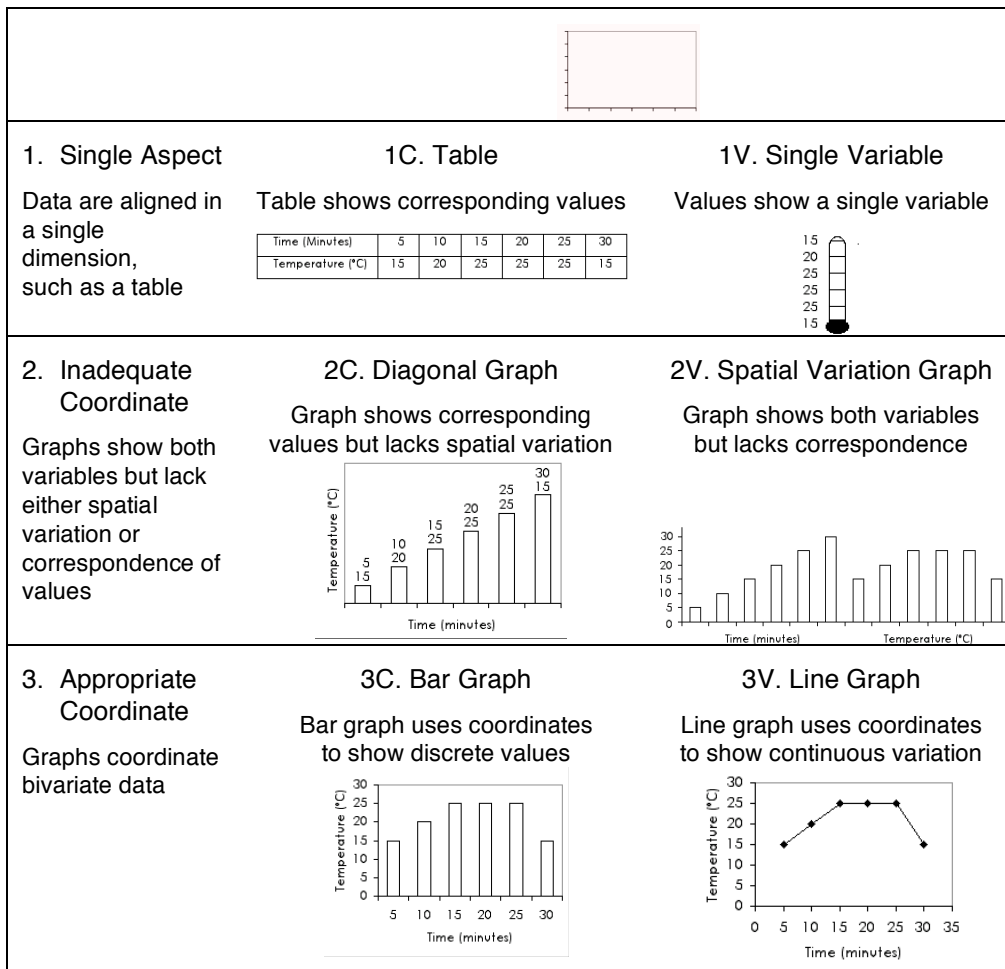 1. Single Aspect
Data are aligned in
a single
dimension,
such as a table
1C. Table
Table shows corresponding values
Time (Minutes) 5 10 15 20 25 30
Temperature (°C) 15 20 25 25 25 15
1V. Single Variable
Values show a single variable
15
20
25
25
25
15
2. Inadequate
Coordinate
Graphs show both
variables but lack
either spatial
variation or
correspondence of
values
2C. Diagonal Graph
Graph shows corresponding
values but lacks spatial variation
Temperature (°C)
5
15
10
20
15
25
20
25
25
25
30
15
Time (minutes)
2V. Spatial Variation Graph
Graph shows both variables
but lacks correspondence
30
25
20
15
10
5
0
Time (minutes) Temperature (°C)
3. Appropriate
Coordinate
Graphs coordinate
bivariate data
3C. Bar Graph
Bar graph uses coordinates
to show discrete values
Temperature (°C)
30
25
20
15
10
5
0
5 10 15 20 25 30
Time (minutes)
3V. Line Graph
Line graph uses coordinates
to show continuous variation
Temperature (°C)
30
25
20
15
10
5
0
0 5 10 15 20 25 30 35
Time (minutes)